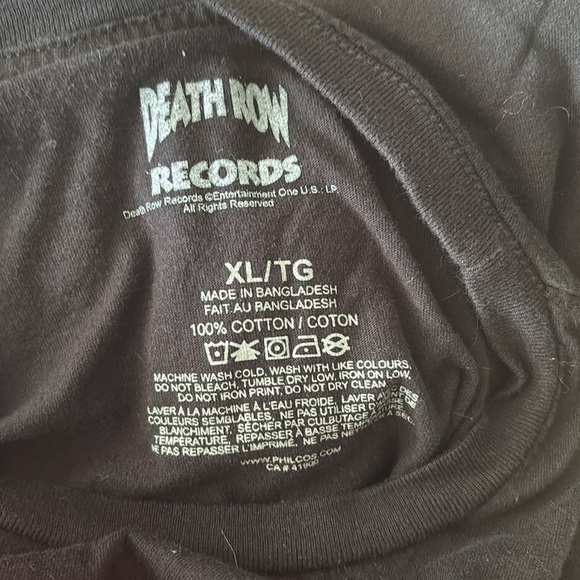 DEATH ROW
RECORDS
Death Row Records ©Entertainment One U.S. LP.
All Rights Reserved
XL/TG
MADE IN BANGLADESH
FAIT AU BANGLADESH
100% COTTON / COTON
MACHINE WASH COLD, WASH WITH LIKE COLOURS,
DO NOT BLEACH, TUMBLE DRY LOW, IRON ON LOW,
DO NOT IRON PRINT, DO NOT DRY CLEAN.
LAVER À LA MACHINE À L'EAU FROIDE, LAVER
COULEURS SEMBLABLES. NE PAS UTILISER
BLANCHIMENT. SÉCHER PAR CULBUTAGE
TEMPÉRATURE, REPASSER À BASSE
NE PAS REPASSER L'IMPRIMÉ, NE PAS
WWW.PHILCOS.COM
CA # 41900